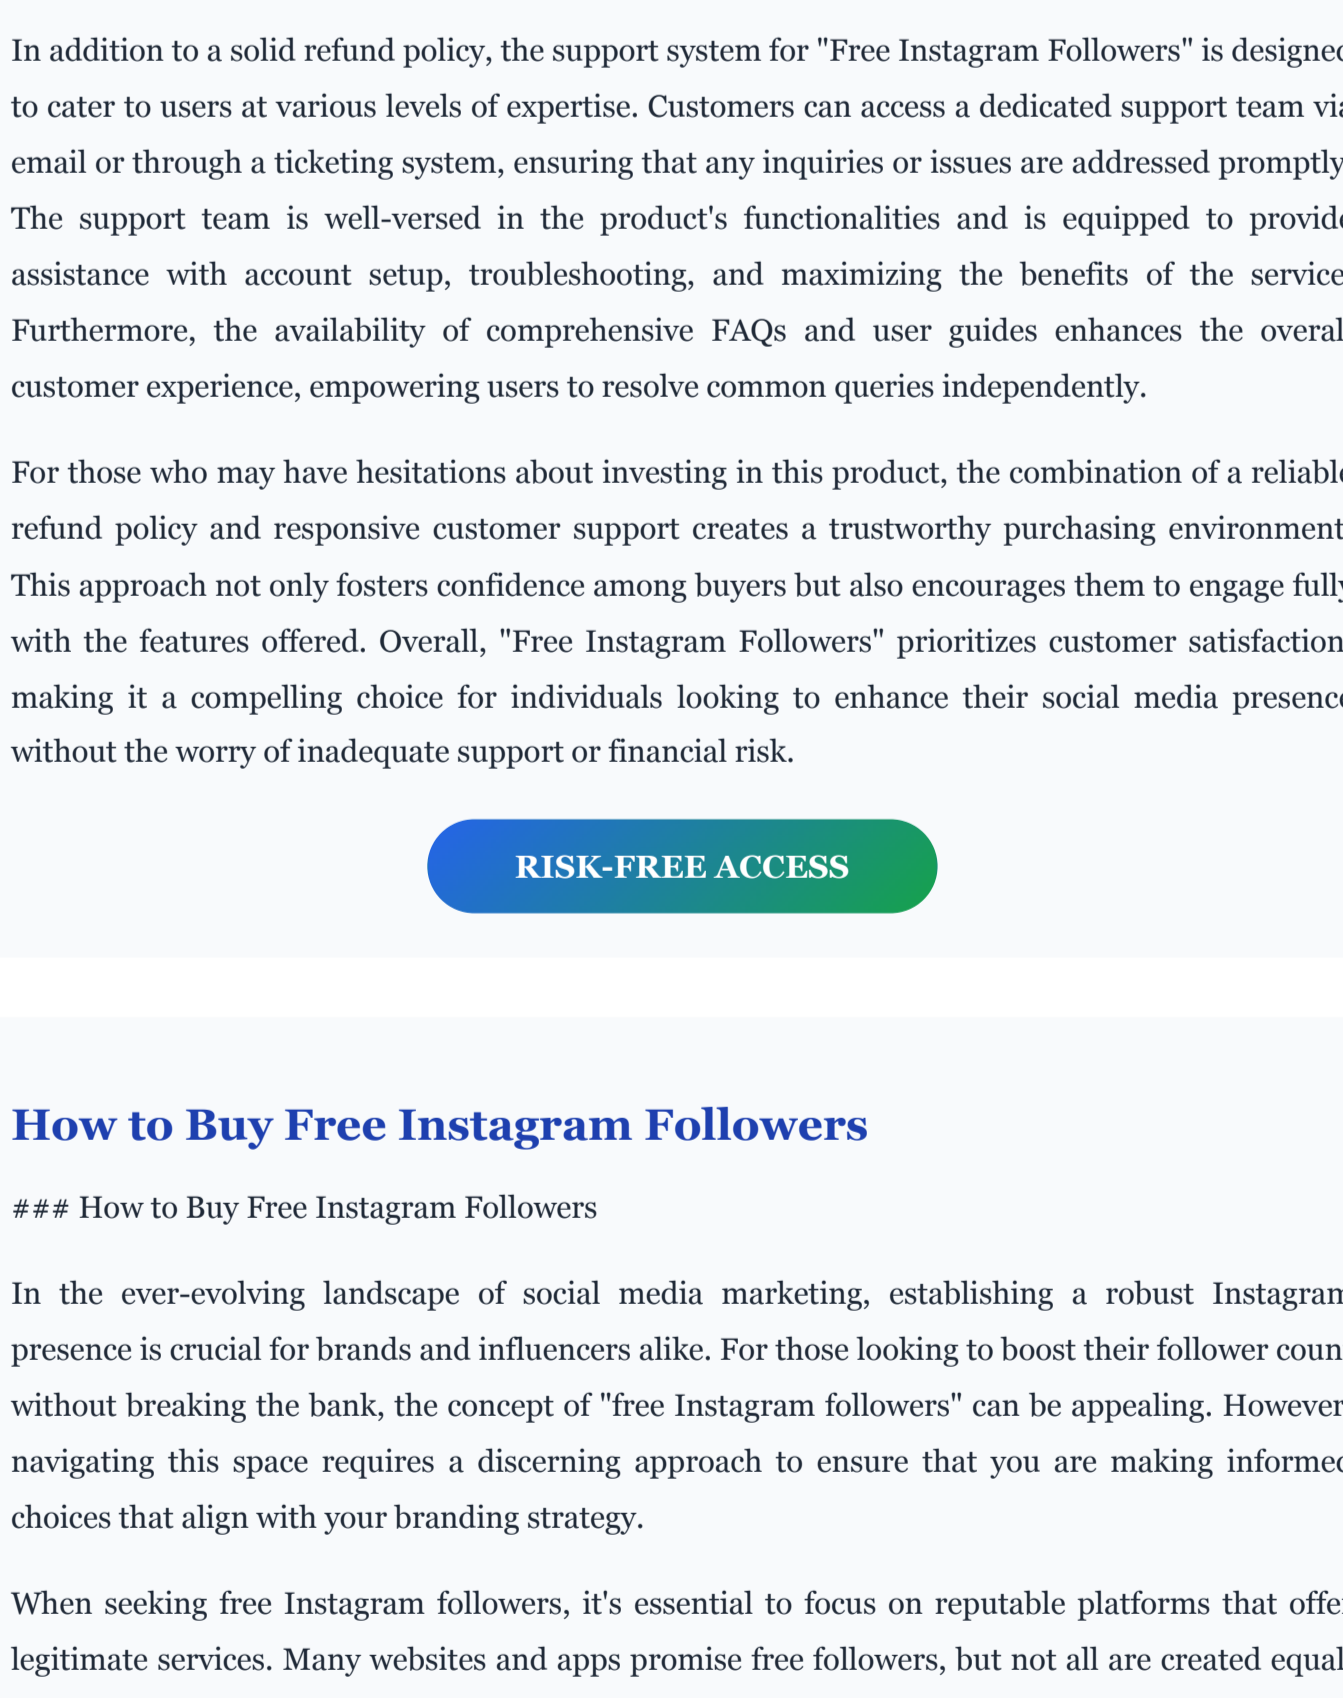 In addition to a solid refund policy, the support system for "Free Instagram Followers" is designed
to cater to users at various levels of expertise. Customers can access a dedicated support team via
email or through a ticketing system, ensuring that any inquiries or issues are addressed promptly
The support team is well-versed in the product's functionalities and is equipped to provide
assistance with account setup, troubleshooting, and maximizing the benefits of the service
Furthermore, the availability of comprehensive FAQs and user guides enhances the overal
customer experience, empowering users to resolve common queries independently.
For those who may have hesitations about investing in this product, the combination of a reliable
refund policy and responsive customer support creates a trustworthy purchasing environment
This approach not only fosters confidence among buyers but also encourages them to engage fully
with the features offered. Overall, "Free Instagram Followers" prioritizes customer satisfaction
making it a compelling choice for individuals looking to enhance their social media presence
without the worry of inadequate support or financial risk.
RISK-FREE ACCESS
How to Buy Free Instagram Followers
### How to Buy Free Instagram Followers
In the ever-evolving landscape of social media marketing, establishing a robust Instagram
presence is crucial for brands and influencers alike. For those looking to boost their follower coun
without breaking the bank, the concept of "free Instagram followers" can be appealing. However
navigating this space requires a discerning approach to ensure that you are making informed
choices that align with your branding strategy.
When seeking free Instagram followers, it's essential to focus on reputable platforms that offer
legitimate services. Many websites and apps promise free followers, but not all are created equal